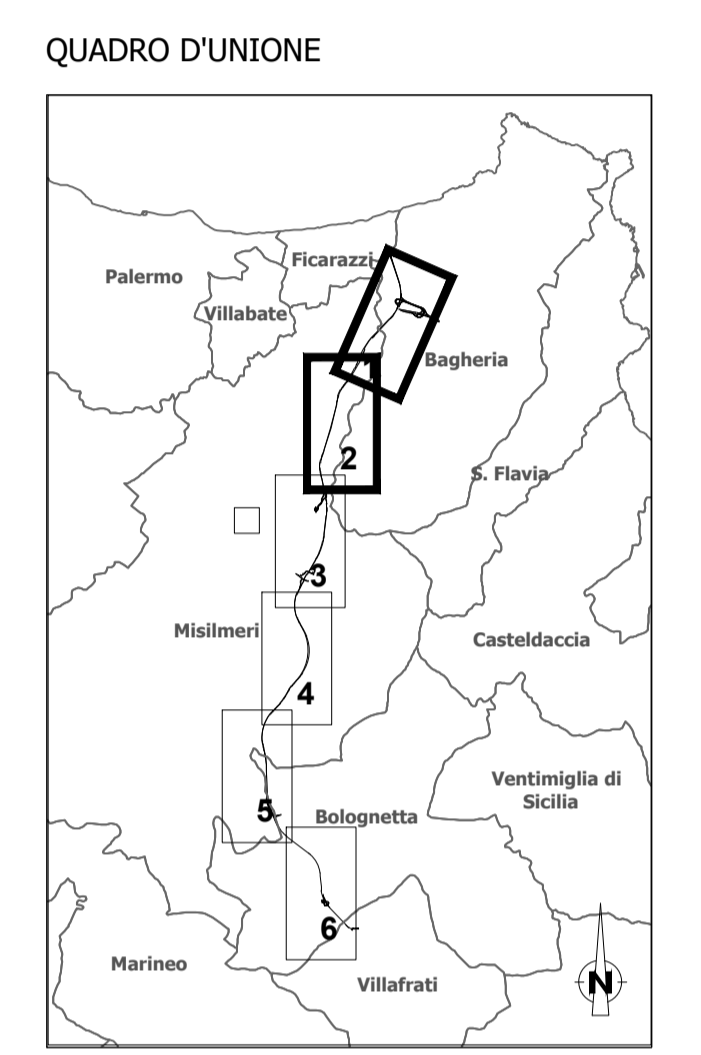 QUADRO D'UNIONE
Ficarazzi
Palermo
Villabate
Bagheria
2
S. Flavia
3
Misilmeri
Casteldaccia
4
Ventimiglia di
Sicilia
5
Bolognetta
6
Marineo
Villafrati
N